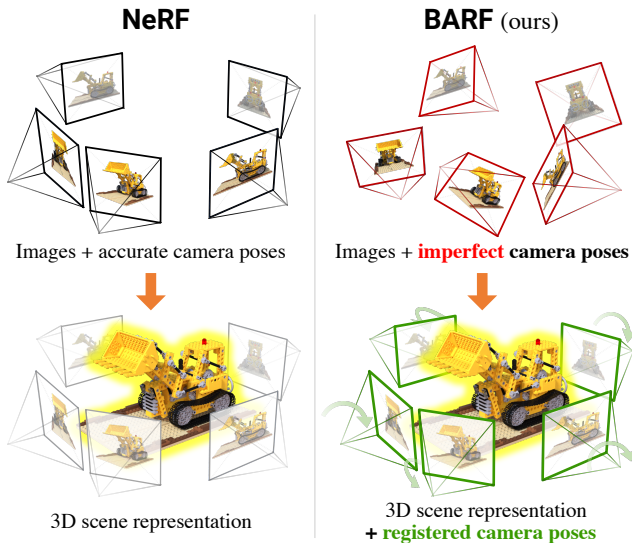 NeRF
BARF (ours)
Images + accurate camera poses
Images + imperfect camera poses
3D scene representation
3D scene representation
+ registered camera poses